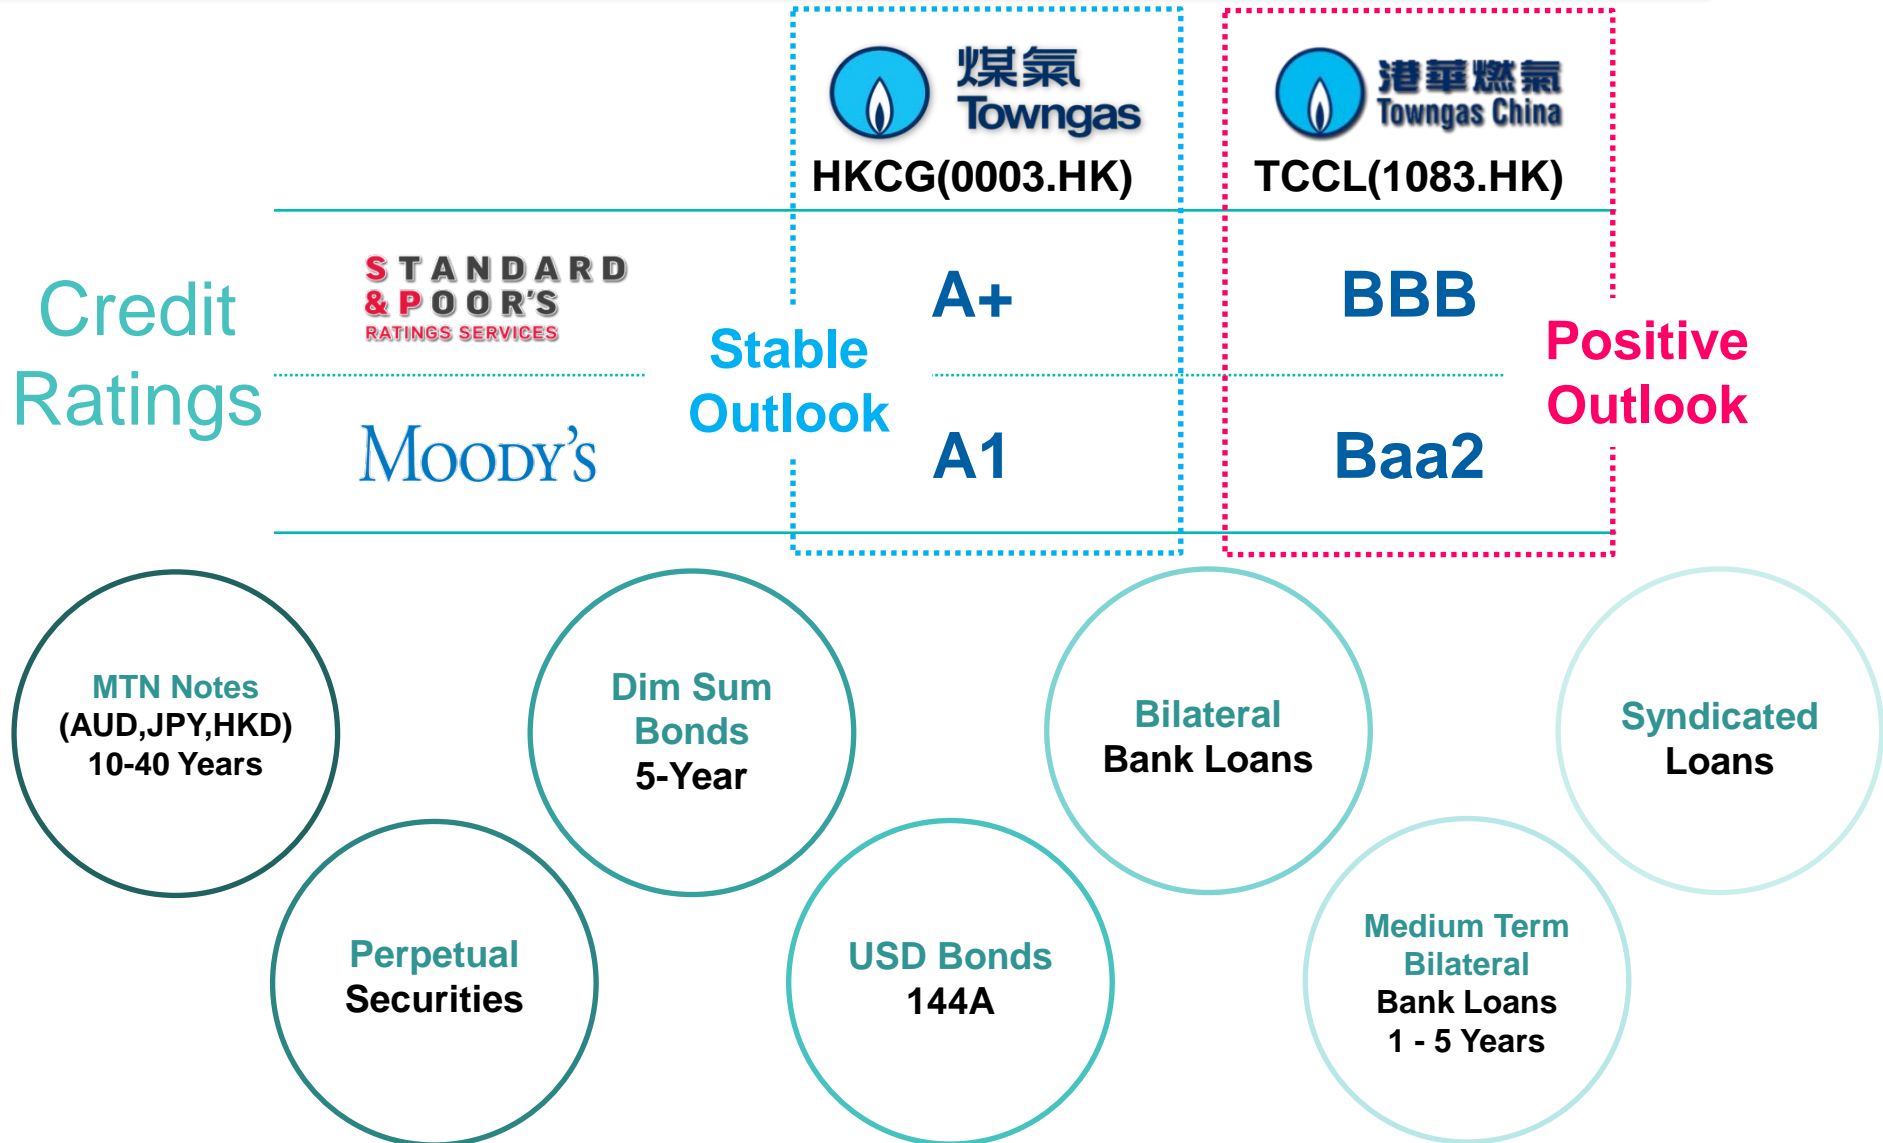 煤氣
Towngas
HKCG(0003.HK)
港華燃氣
Towngas China
TCCL(1083.HK)
Credit
Ratings
STANDARD
&POOR'S
RATINGS SERVICES
A+
BBB
Stable
Outlook
Positive
Outlook
MOODY'S
A1
Baa2
MTN Notes
(AUD,JPY,HKD)
10-40 Years
Dim Sum
Bonds
5-Year
Bilateral
Bank Loans
Syndicated
Loans
Perpetual
Securities
USD Bonds
144A
Medium Term
Bilateral
Bank Loans
1 - 5 Years